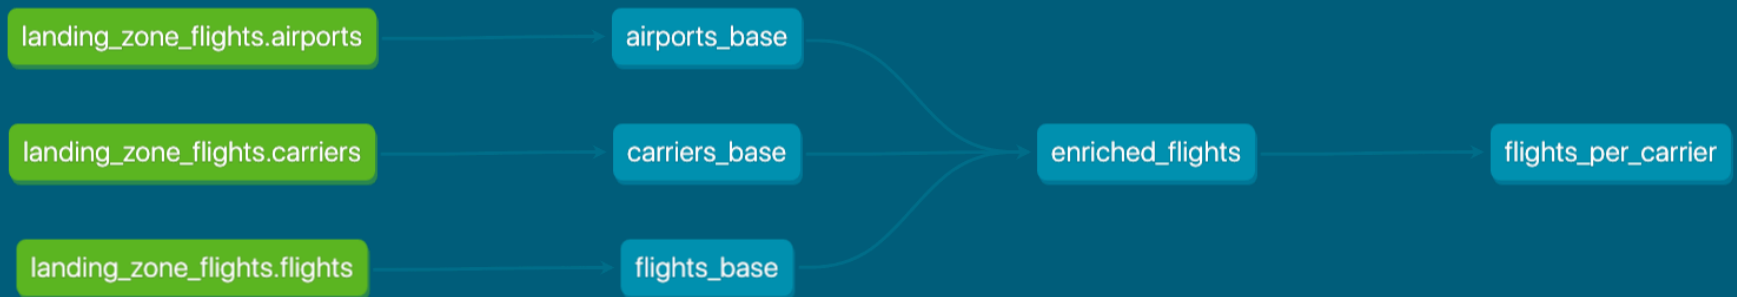 landing_zone_flights.airports
airports_base
landing_zone_flights.carriers
carriers_base
enriched_flights
flights_per_carrier
landing_zone_flights.flights
flights_base